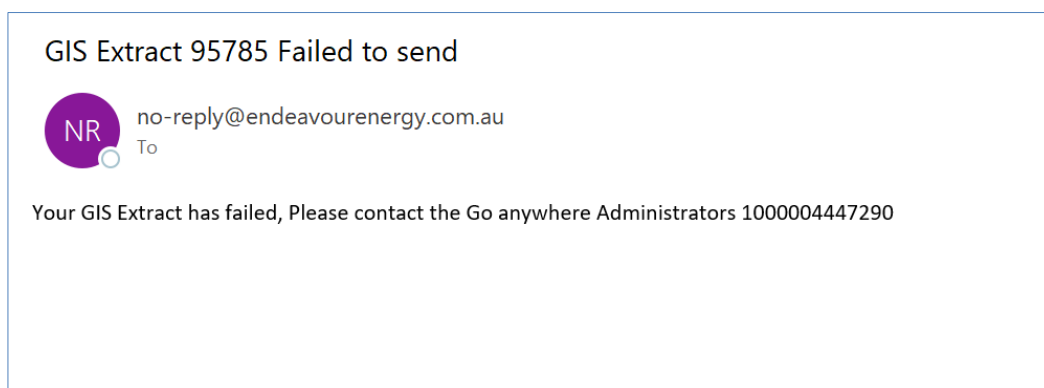 GIS Extract 95785 Failed to send
NR
no-reply@endeavourenergy.com.au
To
Your GIS Extract has failed, Please contact the Go anywhere Administrators 1000004447290